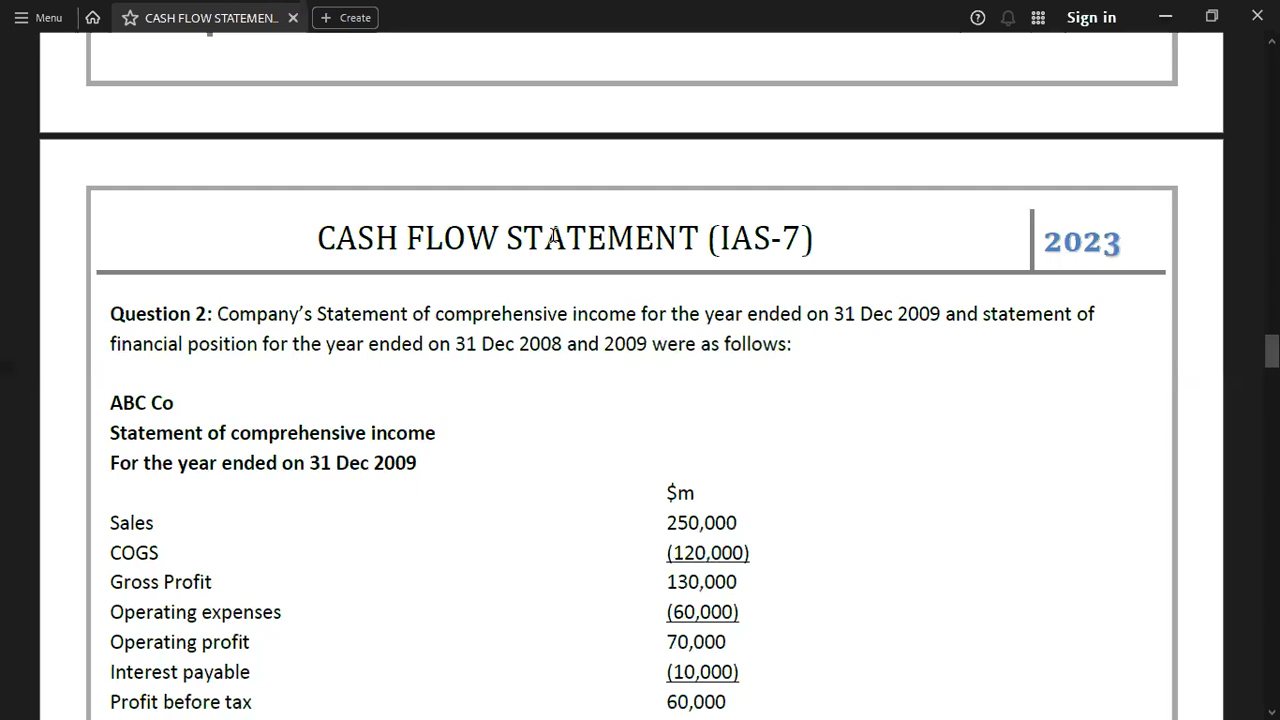 Menu
CASH FLOW STATEMEN...
Create
Sign in
CASH FLOW STATEMENT (IAS-7)
2023
Question 2: Company's Statement of comprehensive income for the year ended on 31 Dec 2009 and statement of
financial position for the year ended on 31 Dec 2008 and 2009 were as follows:
ABC Co
Statement of comprehensive income
For the year ended on 31 Dec 2009
$m
Sales 250,000
COGS (120,000)
Gross Profit 130,000
Operating expenses (60,000)
Operating profit 70,000
Interest payable (10,000)
Profit before tax 60,000